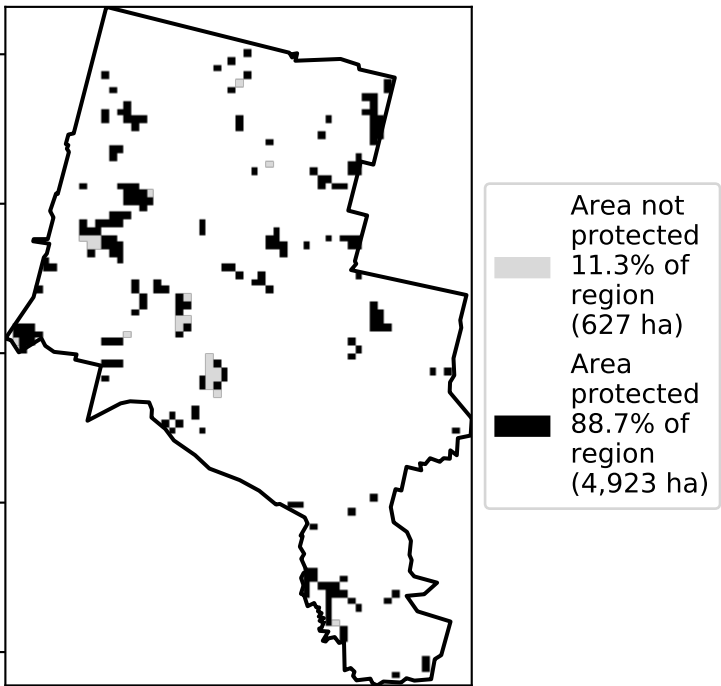 Area not
protected
11.3% of
region
(627 ha)
Area
protected
88.7% of
region
(4,923 ha)